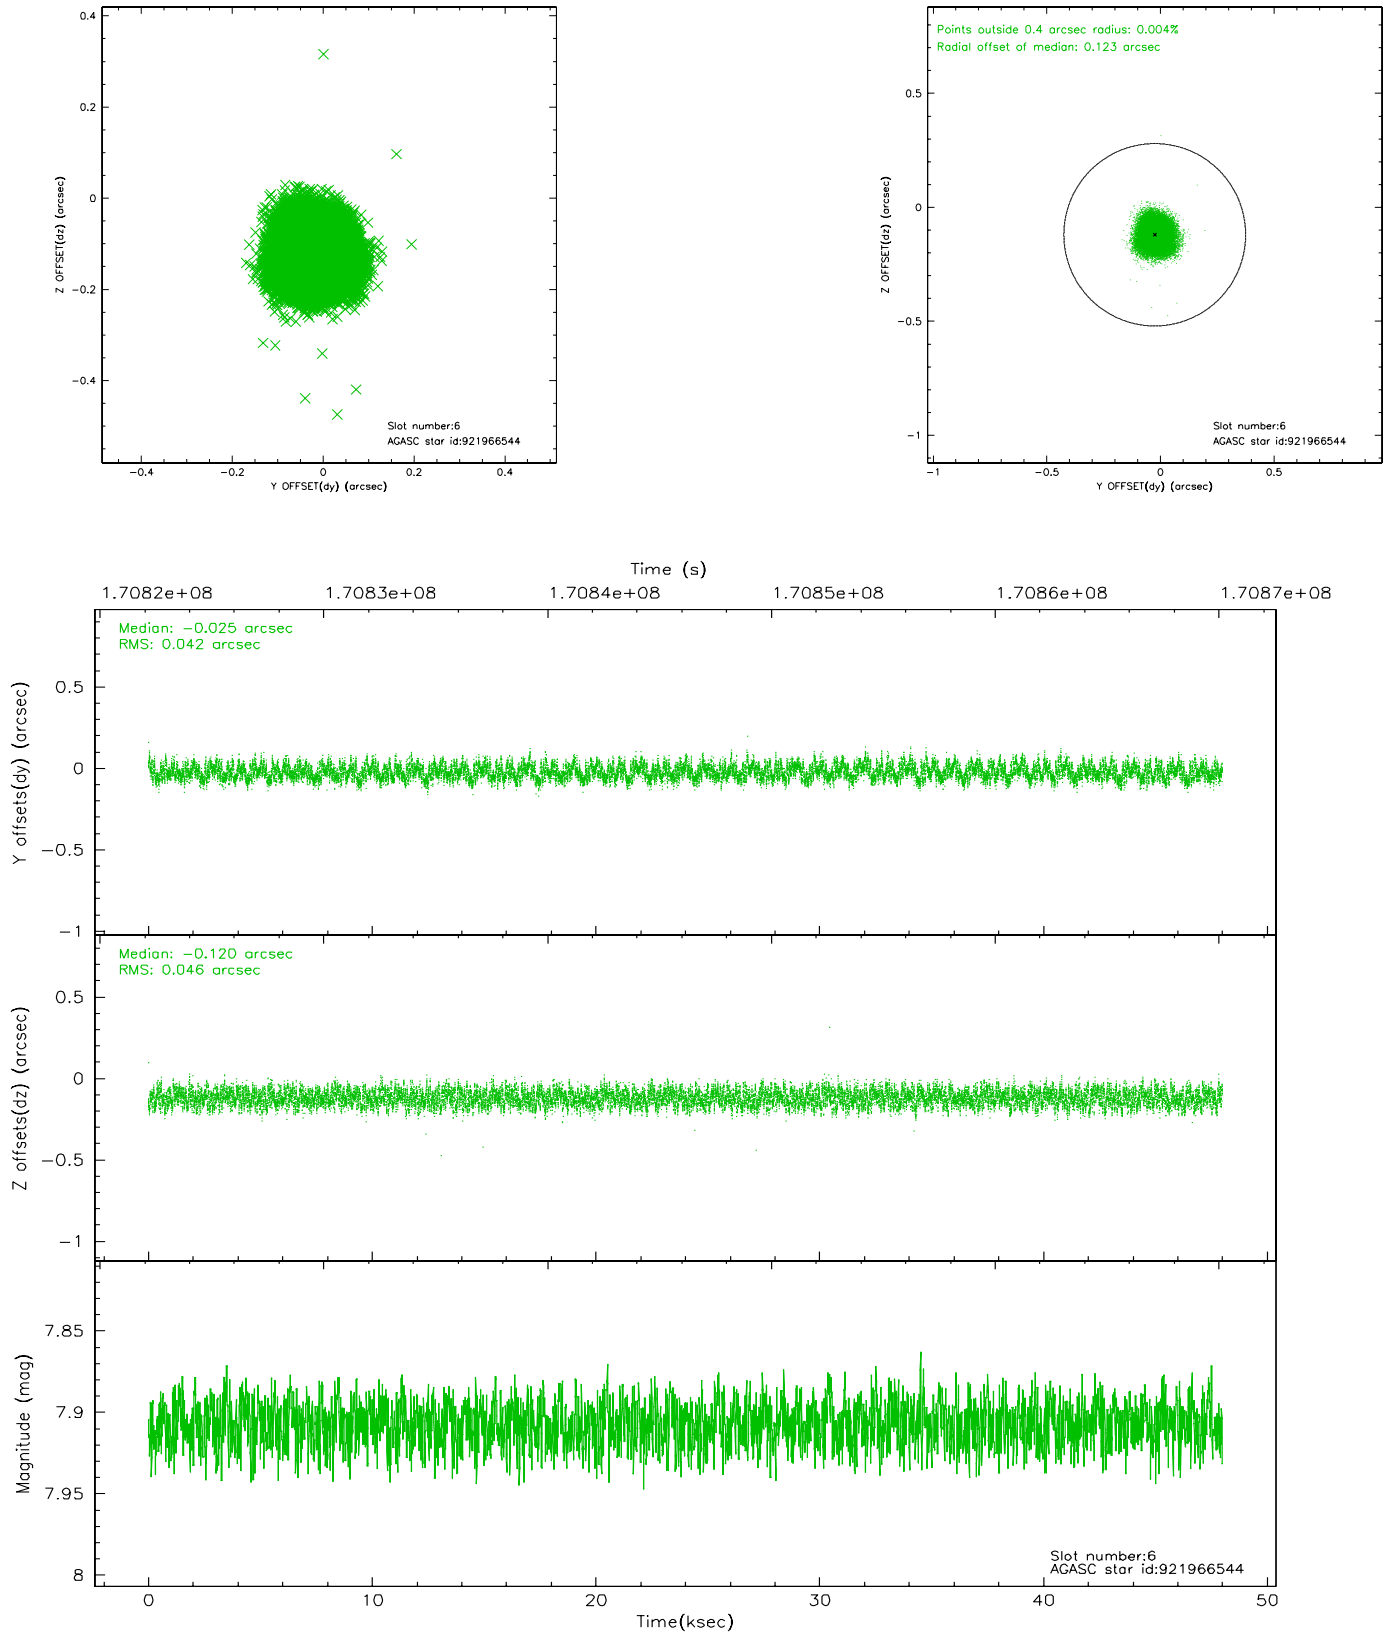 0.4
0.2
0
−0.2
−0.4
Z OFFSET(dz) (arcsec)
−0.4
−0.2
0
0.2
0.4
Y OFFSET(dy) (arcsec)
Slot number:6
AGASC star id:921966544
Points outside 0.4 arcsec radius: 0.004%
Radial offset of median: 0.123 arcsec
0.5
0
−0.5
−1
Z OFFSET(dz) (arcsec)
−1
−0.5
0
0.5
Y OFFSET(dy) (arcsec)
Slot number:6
AGASC star id:921966544
Time (s)
1.7082e+08
1.7083e+08
1.7084e+08
1.7085e+08
1.7086e+08
1.7087e+08
Median: −0.025 arcsec
RMS: 0.042 arcsec
0.5
0
−0.5
−1
Y offsets(dy) (arcsec)
Median: −0.120 arcsec
RMS: 0.046 arcsec
0.5
0
−0.5
−1
Z offsets(dz) (arcsec)
7.85
7.9
7.95
8
Magnitude (mag)
Slot number:6
AGASC star id:921966544
0
10
20
30
40
50
Time(ksec)